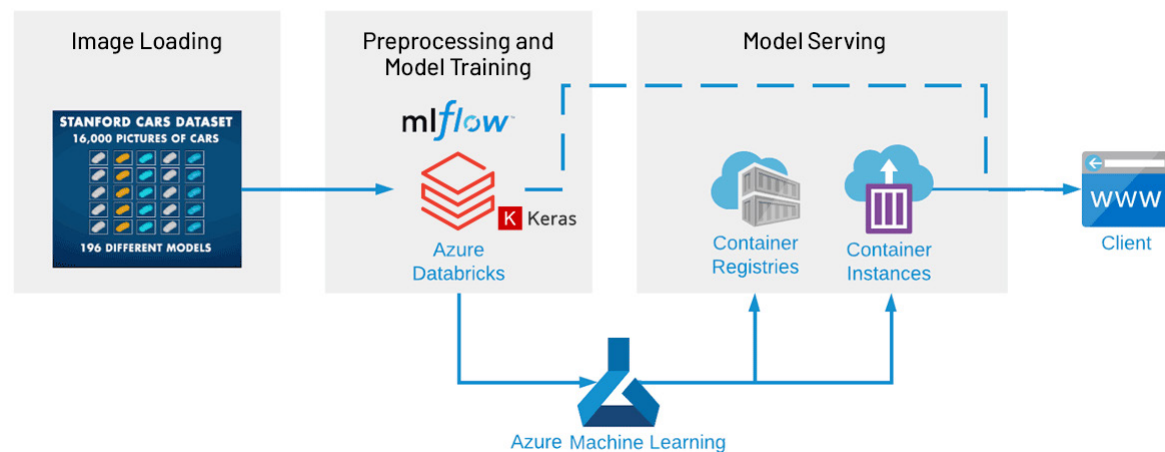 Image Loading
STANFORD CARS DATASET
16,000 PICTURES OF CARS
196 DIFFERENT MODELS
Preprocessing and
Model Training
mlflow™
K Keras
Azure
Databricks
Model Serving
Container
Registries
Container
Instances
WWW
Client
Azure Machine Learning